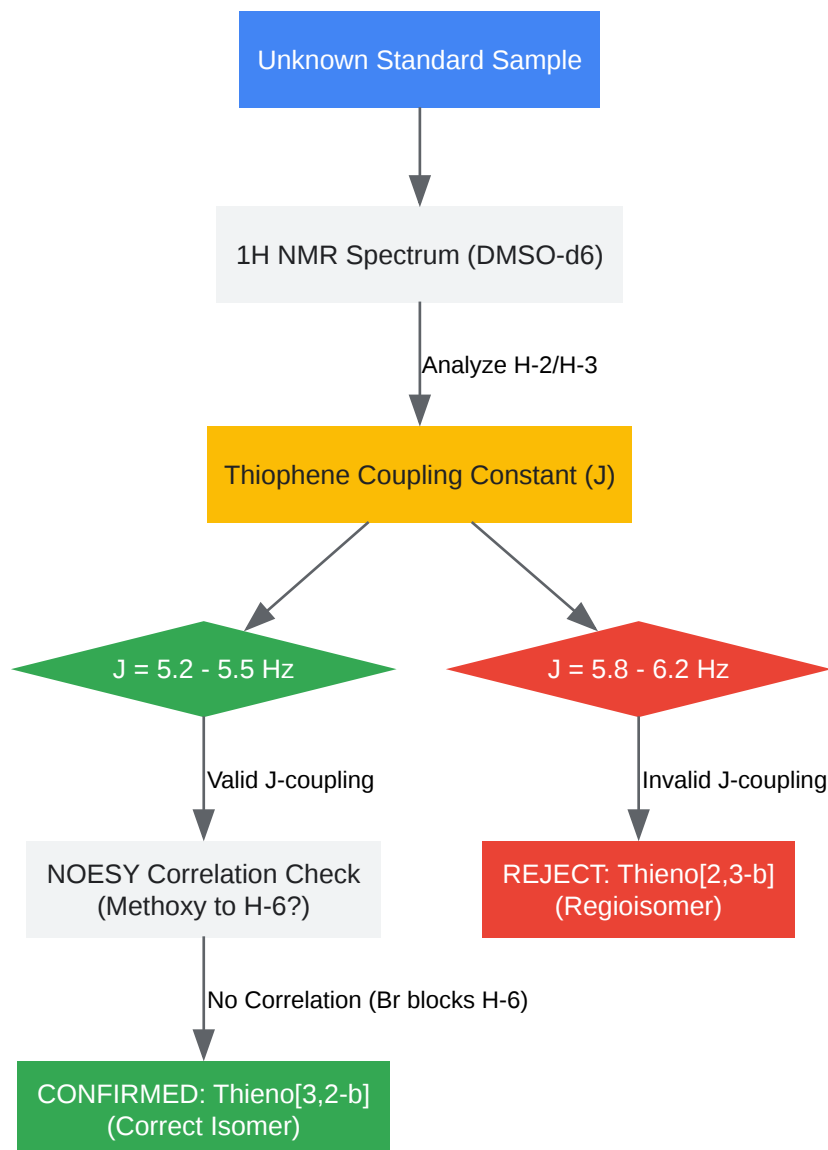 Unknown Standard Sample
1H NMR Spectrum (DMSO-d6)
Analyze H-2/H-3
Thiophene Coupling Constant (J)
J = 5.2 - 5.5 Hz
J = 5.8 - 6.2 Hz
Valid J-coupling
Invalid J-coupling
NOESY Correlation Check
(Methoxy to H-6?)
REJECT: Thieno[2,3-b]
(Regioisomer)
No Correlation (Br blocks H-6)
CONFIRMED: Thieno[3,2-b]
(Correct Isomer)